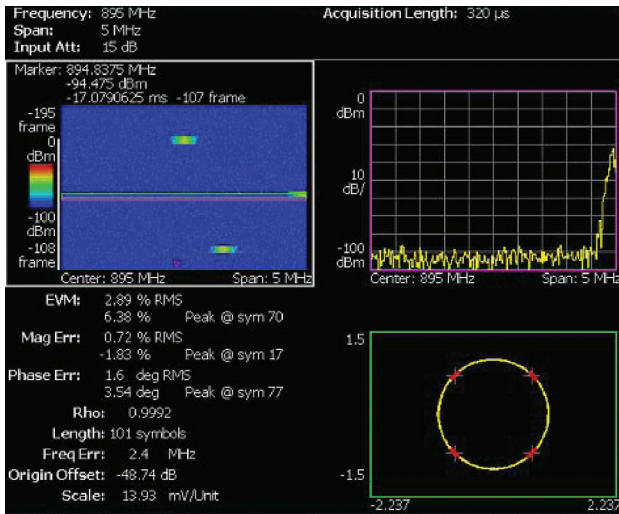 Frequency: 895 MHz
Acquisition Length: 320 µs
Span: 5 MHz
Input Att: 15 dB
Marker: 894.8375 MHz
-94.475 dBm
-17.0790625 ms -107 frame
-195
frame
0
dBm
-100
dBm
-108
frame
Center: 895 MHz
Span: 5 MHz
0
dBm
10
dB/
-100
dBm
Center: 895 MHz
Span: 5 MHz
EVM: 2.89 % RMS
6.38 % Peak @ sym 70
Mag Err: 0.72 % RMS
-1.83 % Peak @ sym 17
Phase Err: 1.6 deg RMS
3.54 deg Peak @ sym 77
Rho: 0.9992
Length: 101 symbols
Freq Err: 2.4 MHz
Origin Offset: -48.74 dB
Scale: 13.93 mV/Unit
1.5
-1.5
-2.237
2.237